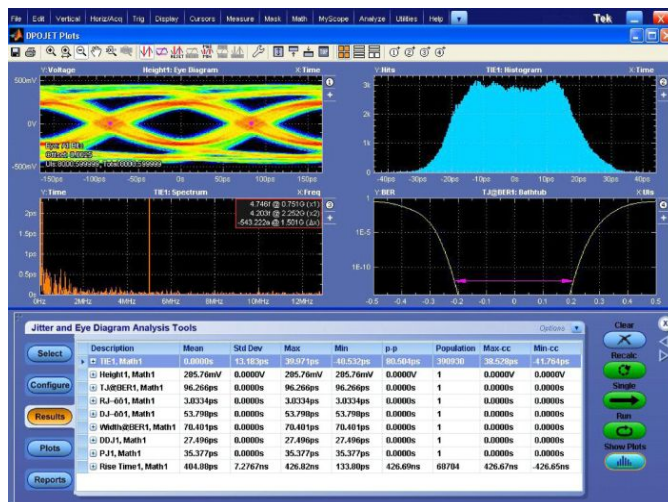 File Edit Vertical Horiz/Acq Trig Display Cursors Measure Mask Math MyScope Analyze Utilities Help Tek
DPOJET Plots
Y:Voltage Height1: Eye Diagram X:Time
500mV
0V
-500mV
-150ps -100ps -50ps 0s 50ps 100ps 150ps
Y:Hits TIE1: Histogram X:Time
3k
2k
1k
0
-40ps -30ps -20ps -10ps 0s 10ps 20ps 30ps 40ps
Y:Time TIE1: Spectrum X:Freq
4.746f @ 0.751G (x1)
4.203f @ 2.252G (x2)
-543.222a @ 1.501G (Δx)
2ps
1.5ps
1ps
0.5ps
0s
0Hz 2MHz 4MHz 6MHz 8MHz 10MHz 12MHz
Y:BER TJ@BER1: Bathtub X:UIs
1E-5
1E-10
-0.5 -0.4 -0.3 -0.2 -0.1 0.0 0.1 0.2 0.3 0.4 0.5
Jitter and Eye Diagram Analysis Tools
Options
Clear
Select
Configure
Results
Plots
Reports
Description Mean Std Dev Max Min p-p Population Max-cc Min-cc
TIE1, Math1 0.0000s 13.183ps 39.971ps -40.532ps 80.504ps 390930 38.528ps -41.764ps
Height1, Math1 205.76mV 0.0000V 205.76mV 205.76mV 0.0000V 1 0.0000V 0.0000V
TJ@BER1, Math1 96.266ps 0.0000s 96.266ps 96.266ps 0.0000s 1 0.0000s 0.0000s
RJ-δδ1, Math1 3.0334ps 0.0000s 3.0334ps 3.0334ps 0.0000s 1 0.0000s 0.0000s
DJ-δδ1, Math1 53.798ps 0.0000s 53.798ps 53.798ps 0.0000s 1 0.0000s 0.0000s
Width@BER1, Math1 70.401ps 0.0000s 70.401ps 70.401ps 0.0000s 1 0.0000s 0.0000s
DDJ1, Math1 27.496ps 0.0000s 27.496ps 27.496ps 0.0000s 1 0.0000s 0.0000s
PJ1, Math1 35.377ps 0.0000s 35.377ps 35.377ps 0.0000s 1 0.0000s 0.0000s
Rise Time1, Math1 404.80ps 7.2767ns 426.82ns 133.80ps 426.69ns 68784 426.67ns -426.65ns
Recalc
Single
Run
Show Plots